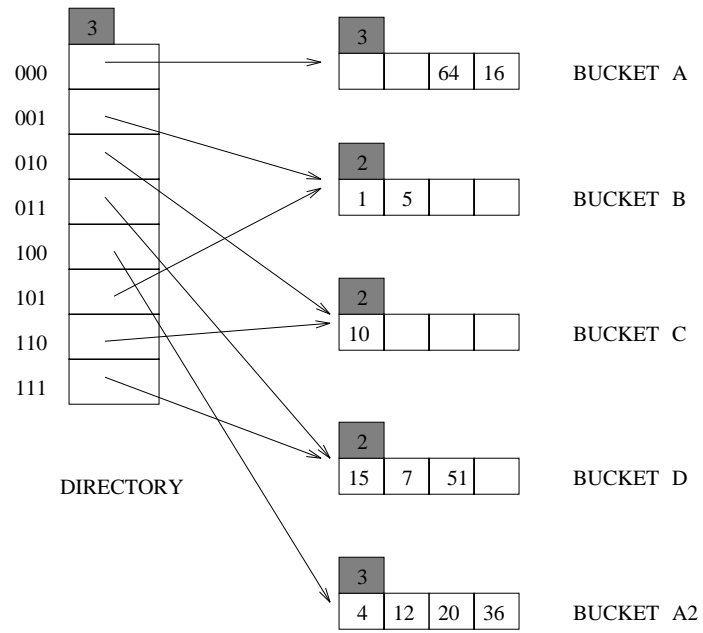 3
000
001
010
011
100
101
110
111
DIRECTORY
3
64 16
BUCKET A
2
1 5
BUCKET B
2
10
BUCKET C
2
15 7 51
BUCKET D
3
4 12 20 36
BUCKET A2